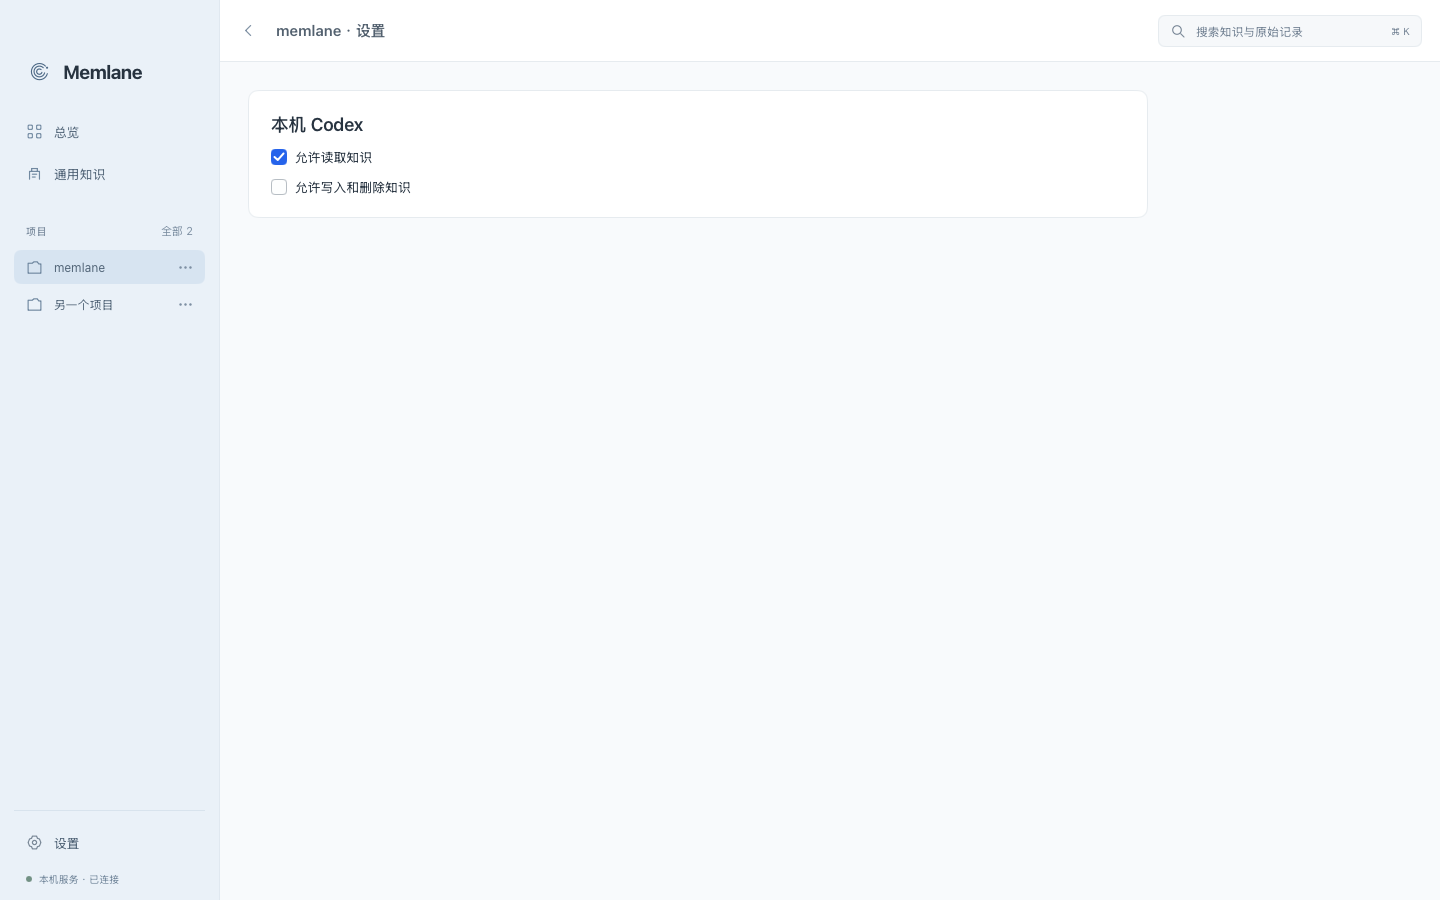 memlane · 设置
搜索知识与原始记录
⌘ K
Memlane
总览
通用知识
项目
全部 2
memlane
另一个项目
设置
本机服务 · 已连接
本机 Codex
允许读取知识
允许写入和删除知识